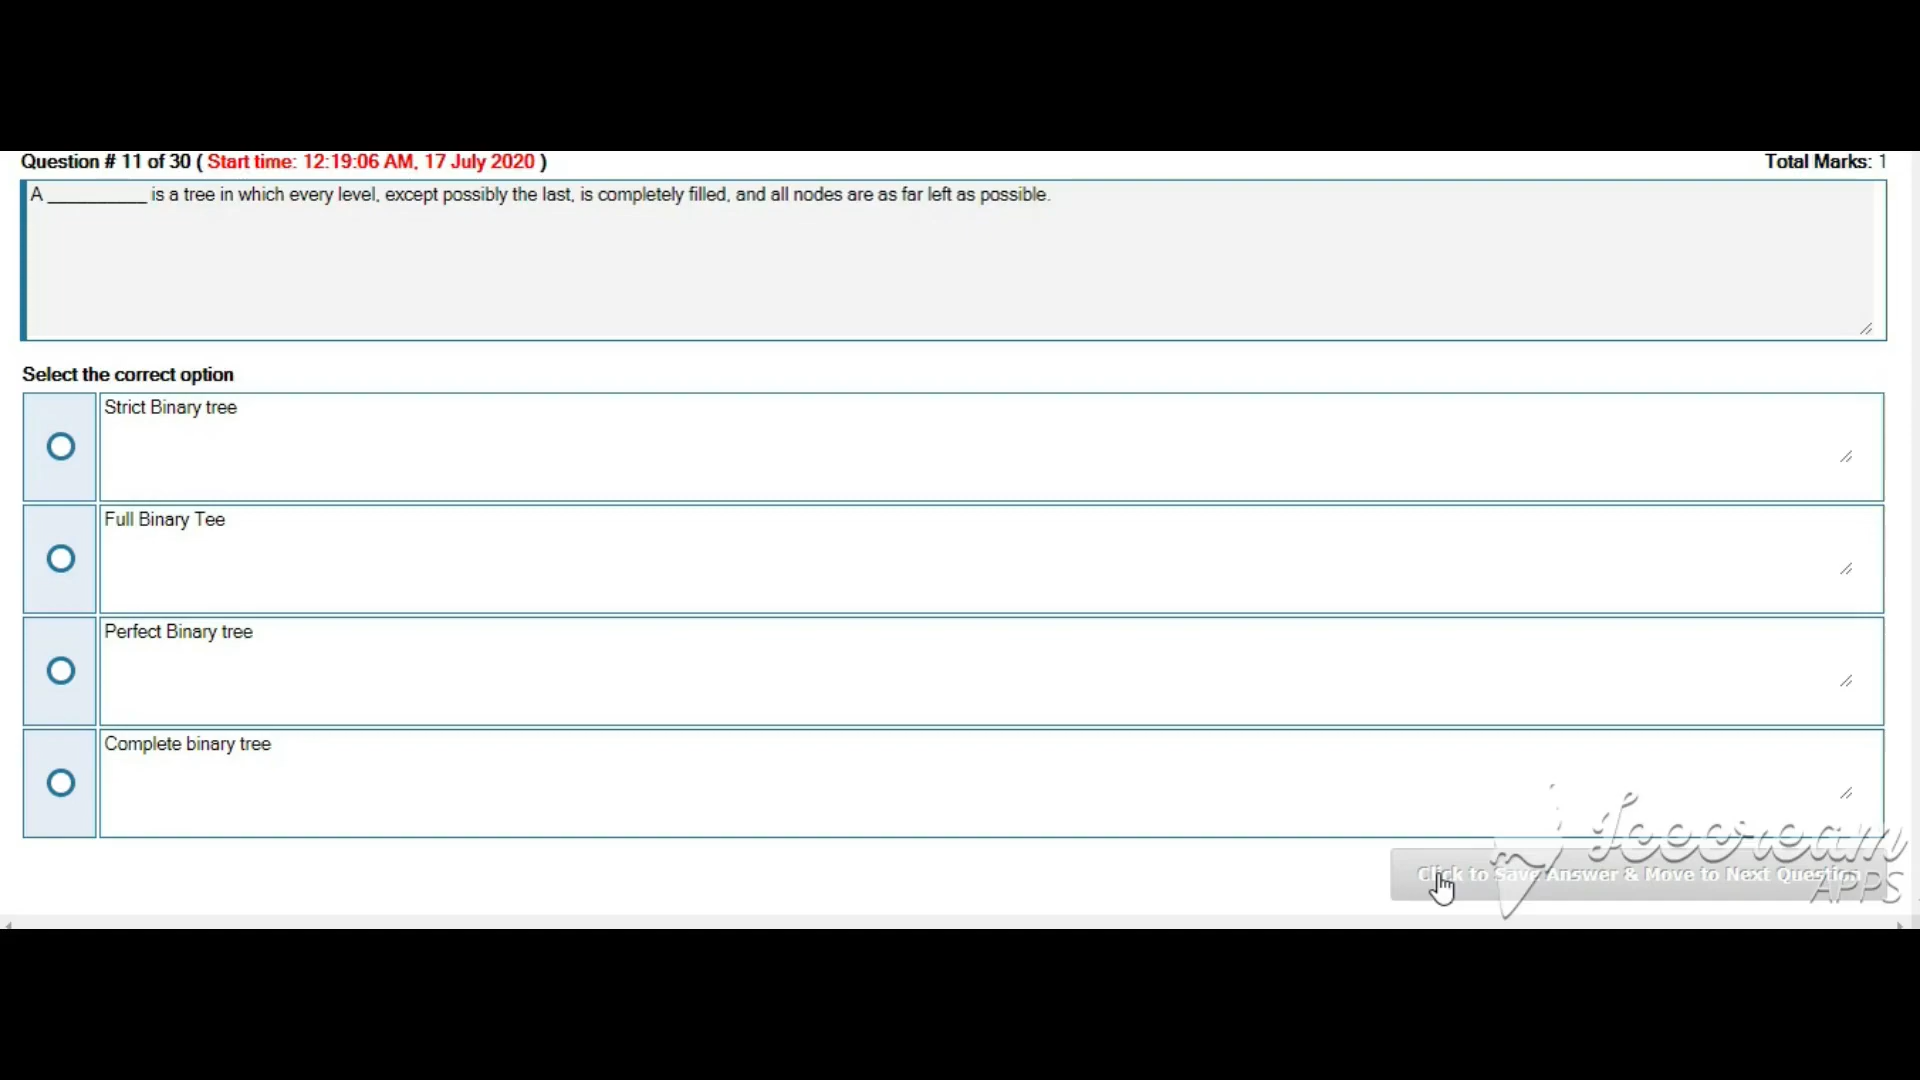 Question # 11 of 30 ( Start time: 12:19:06 AM, 17 July 2020 )
Total Marks: 1
A __________ is a tree in which every level, except possibly the last, is completely filled, and all nodes are as far left as possible.
Select the correct option
Strict Binary tree
Full Binary Tee
Perfect Binary tree
Complete binary tree
Click to Save Answer & Move to Next Question
Icecream
APPS